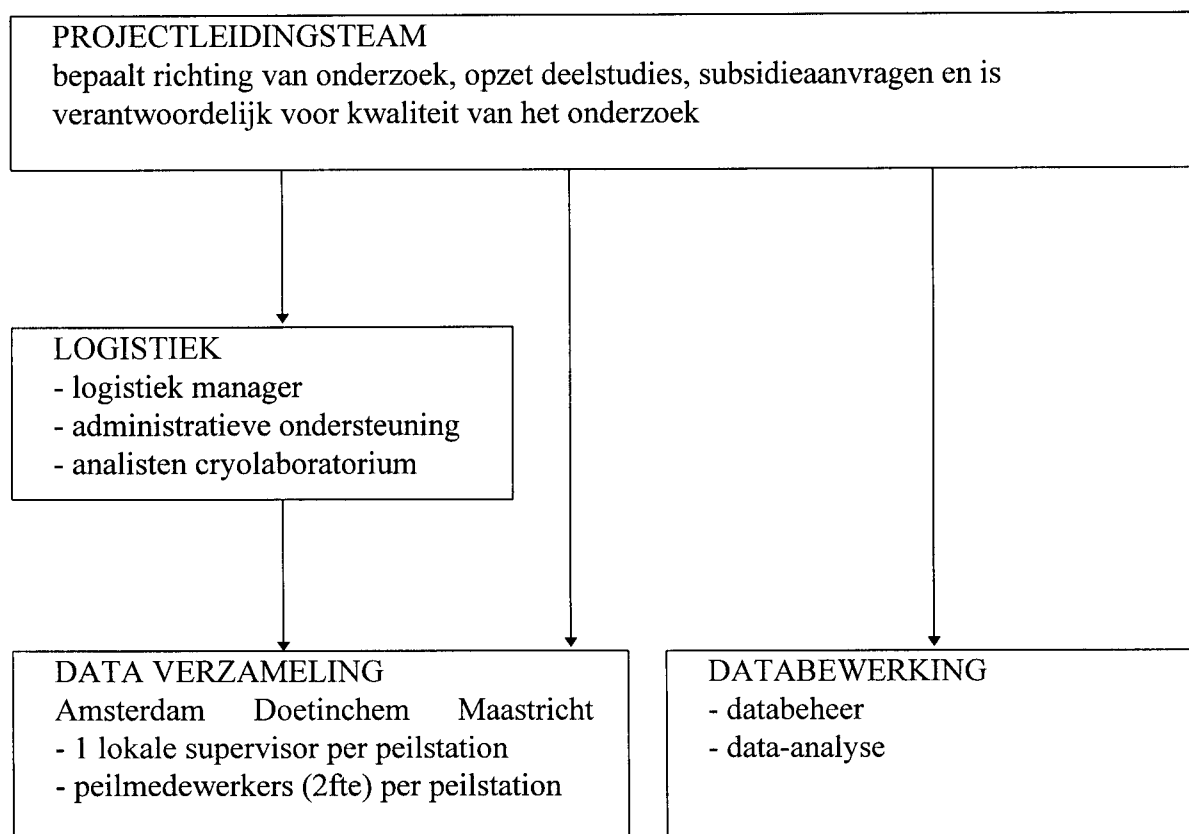 PROJECTLEIDINGSTEAM
bepaalt richting van onderzoek, opzet deelstudies, subsidieaanvragen en is
verantwoordelijk voor kwaliteit van het onderzoek
LOGISTIEK
- logistiek manager
- administratieve ondersteuning
- analisten cryolaboratorium
DATA VERZAMELING
Amsterdam Doetinchem Maastricht
- 1 lokale supervisor per peilstation
- peilmedewerkers (2fte) per peilstation
DATABEWERKING
- databeheer
- data-analyse